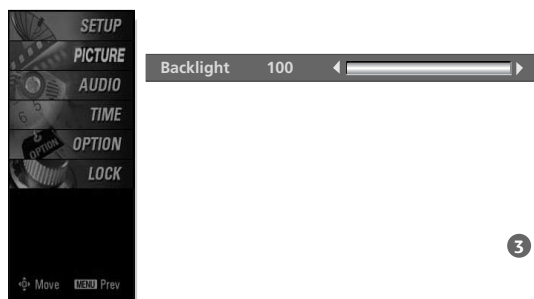 SETUP
PICTURE
AUDIO
TIME
OPTION
LOCK
Move MENU Prev
Backlight 100
3